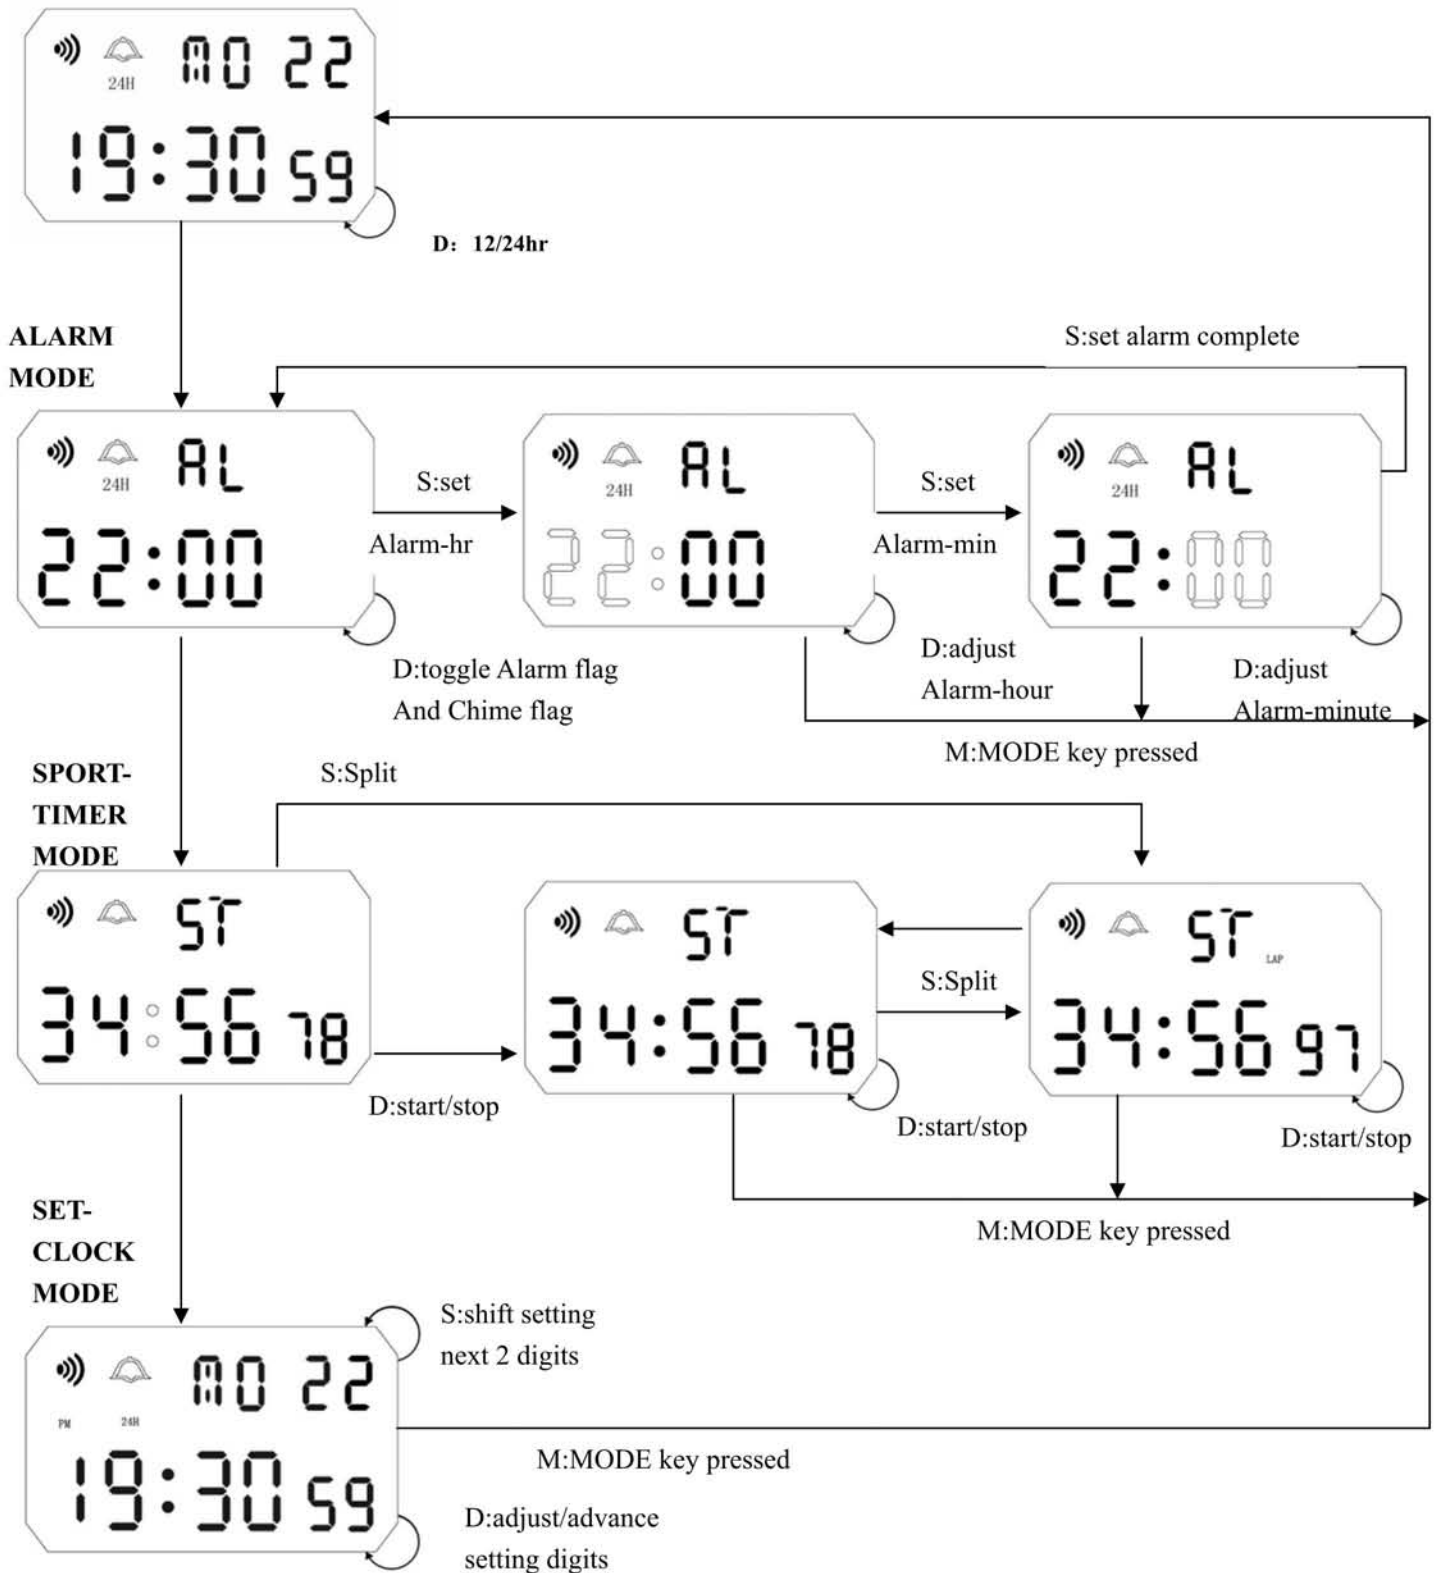 MO 22
24H
19:30 59
D: 12/24hr
ALARM
MODE
S:set alarm complete
AL
24H
22:00
S:set
Alarm-hr
AL
24H
22:00
S:set
Alarm-min
AL
24H
22:00
D:toggle Alarm flag
And Chime flag
D:adjust
Alarm-hour
D:adjust
Alarm-minute
M:MODE key pressed
SPORT-
TIMER
MODE
S:Split
ST
34:56 78
D:start/stop
ST
34:56 78
S:Split
D:start/stop
ST
LAP
34:56 97
D:start/stop
M:MODE key pressed
SET-
CLOCK
MODE
S:shift setting
next 2 digits
MO 22
PM 24H
19:30 59
M:MODE key pressed
D:adjust/advance
setting digits